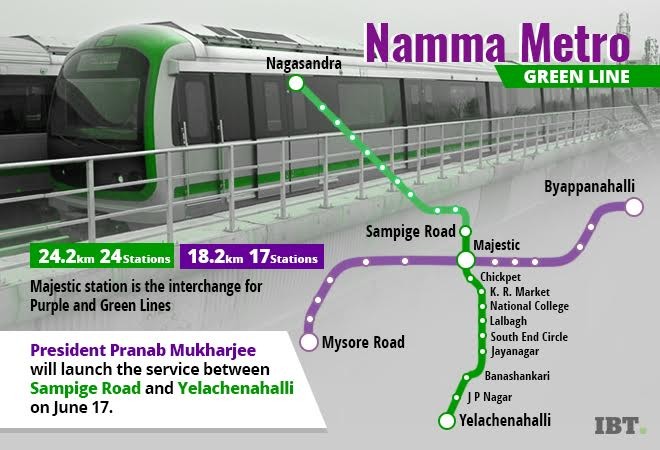 Namma Metro
GREEN LINE
Nagasandra
Byappanahalli
Sampige Road
Majestic
24.2km 24Stations 18.2km 17Stations
Majestic station is the interchange for
Purple and Green Lines
Chickpet
K. R. Market
National College
Lalbagh
South End Circle
Jayanagar
Mysore Road
Banashankari
J P Nagar
Yelachenahalli
President Pranab Mukharjee
will launch the service between
Sampige Road and Yelachenahalli
on June 17.
IBT.